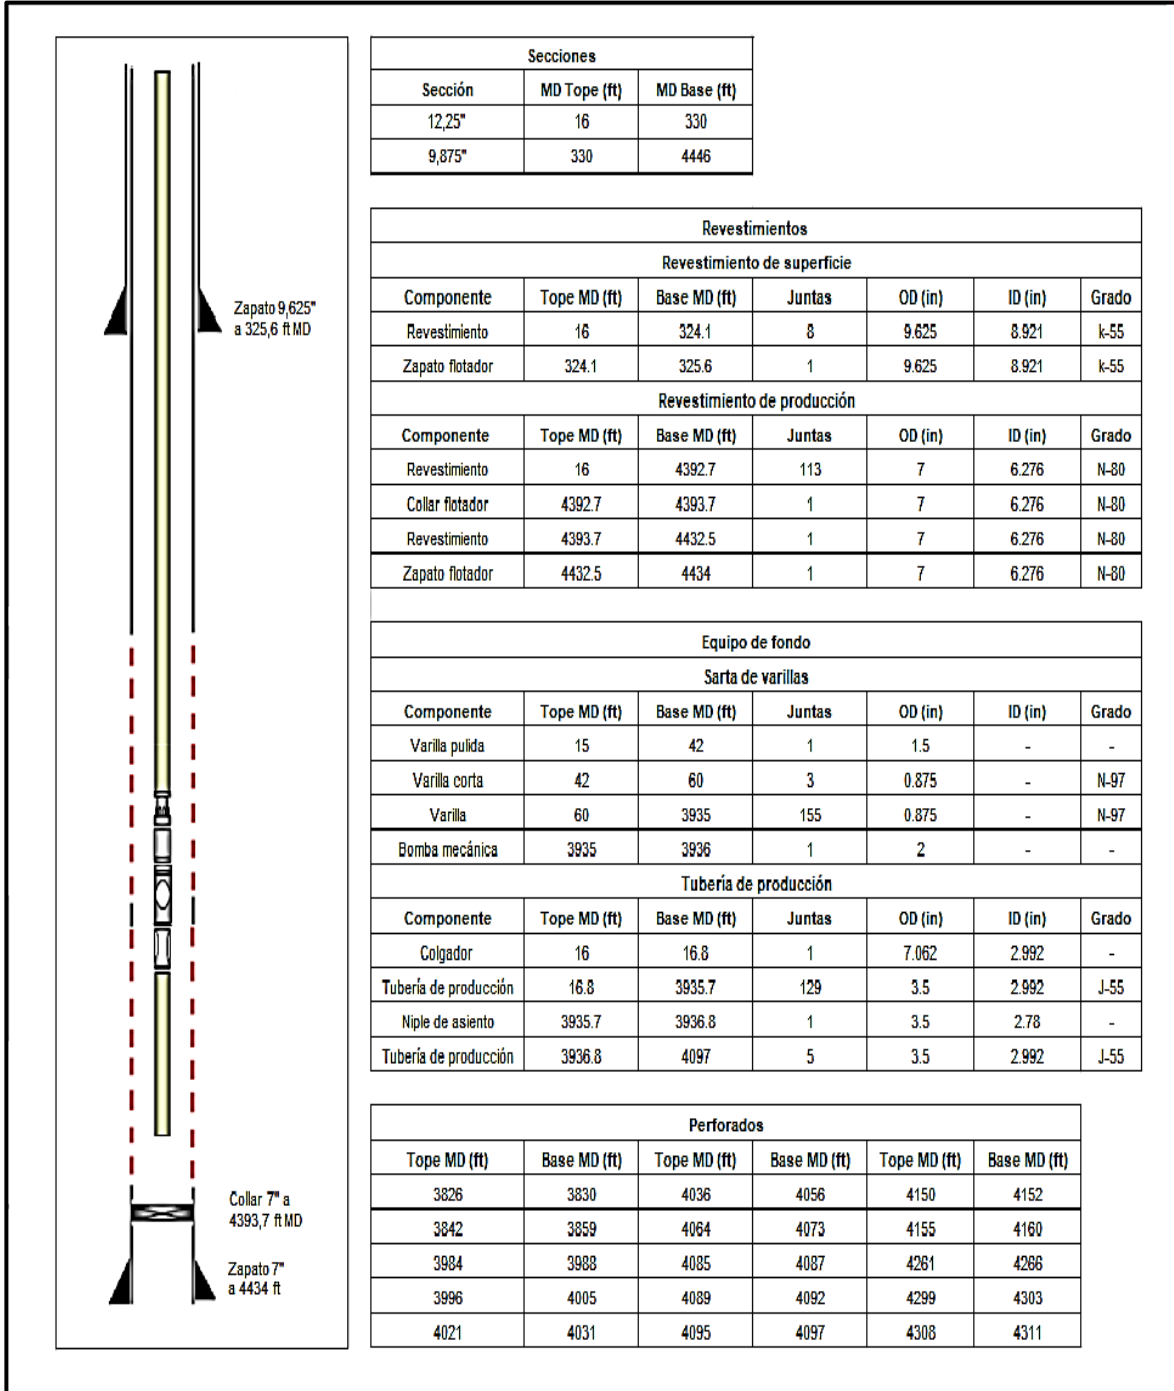 Zapato 9,625"
a 325,6 ft MD
Collar 7" a
4393,7 ft MD
Zapato 7"
a 4434 ft
Secciones
Sección MD Tope (ft) MD Base (ft)
12,25" 16 330
9,875" 330 4446
Revestimientos
Revestimiento de superficie
Componente Tope MD (ft) Base MD (ft) Juntas OD (in) ID (in) Grado
Revestimiento 16 324.1 8 9.625 8.921 k-55
Zapato flotador 324.1 325.6 1 9.625 8.921 k-55
Revestimiento de producción
Componente Tope MD (ft) Base MD (ft) Juntas OD (in) ID (in) Grado
Revestimiento 16 4392.7 113 7 6.276 N-80
Collar flotador 4392.7 4393.7 1 7 6.276 N-80
Revestimiento 4393.7 4432.5 1 7 6.276 N-80
Zapato flotador 4432.5 4434 1 7 6.276 N-80
Equipo de fondo
Sarta de varillas
Componente Tope MD (ft) Base MD (ft) Juntas OD (in) ID (in) Grado
Varilla pulida 15 42 1 1.5 - -
Varilla corta 42 60 3 0.875 - N-97
Varilla 60 3935 155 0.875 - N-97
Bomba mecánica 3935 3936 1 2 - -
Tubería de producción
Componente Tope MD (ft) Base MD (ft) Juntas OD (in) ID (in) Grado
Colgador 16 16.8 1 7.062 2.992 -
Tubería de producción 16.8 3935.7 129 3.5 2.992 J-55
Niple de asiento 3935.7 3936.8 1 3.5 2.78 -
Tubería de producción 3936.8 4097 5 3.5 2.992 J-55
Perforados
Tope MD (ft) Base MD (ft) Tope MD (ft) Base MD (ft) Tope MD (ft) Base MD (ft)
3826 3830 4036 4056 4150 4152
3842 3859 4064 4073 4155 4160
3984 3988 4085 4087 4261 4266
3996 4005 4089 4092 4299 4303
4021 4031 4095 4097 4308 4311